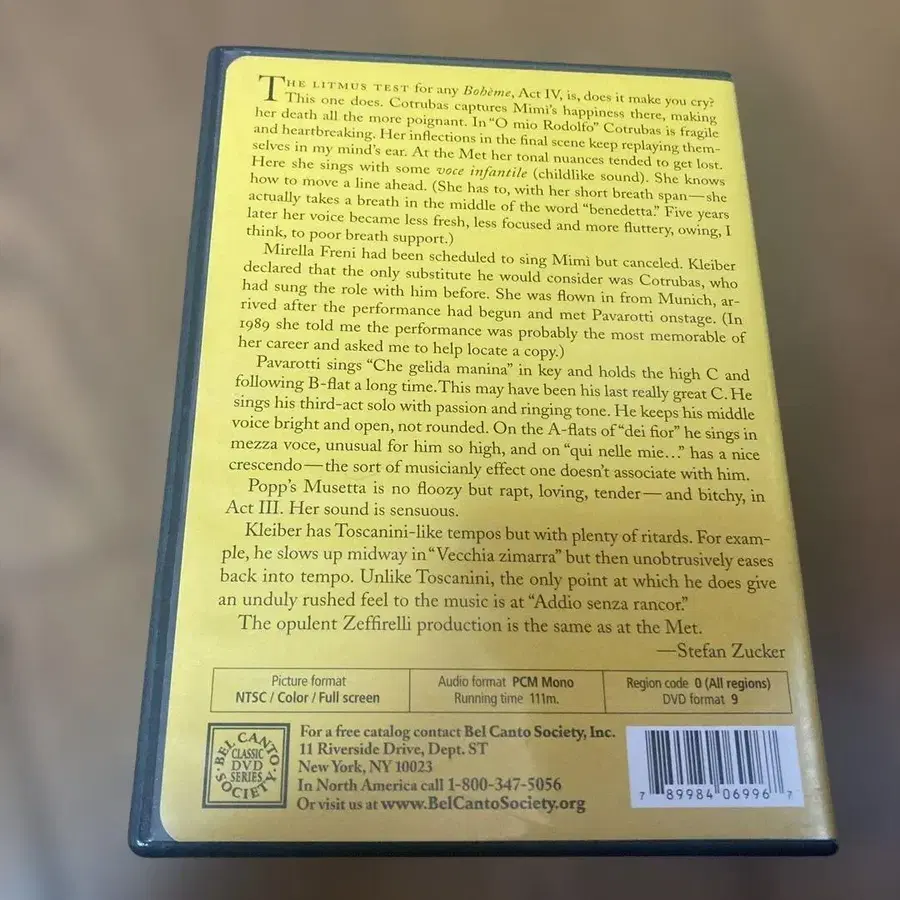 THE LITMUS TEST for any Bohème, Act IV, is, does it make you cry?
This one does. Cotrubas captures Mimì's happiness there, making
her death all the more poignant. In "O mio Rodolfo" Cotrubas is fragile
and heartbreaking. Her inflections in the final scene keep replaying them-
selves in my mind's ear. At the Met her tonal nuances tended to get lost.
Here she sings with some voce infantile (childlike sound). She knows
how to move a line ahead. (She has to, with her short breath span—she
actually takes a breath in the middle of the word "benedetta." Five years
later her voice became less fresh, less focused and more fluttery, owing, I
think, to poor breath support.)
Mirella Freni had been scheduled to sing Mimì but canceled. Kleiber
declared that the only substitute he would consider was Cotrubas, who
had sung the role with him before. She was flown in from Munich, ar-
rived after the performance had begun and met Pavarotti onstage. (In
1989 she told me the performance was probably the most memorable of
her career and asked me to help locate a copy.)
Pavarotti sings "Che gelida manina" in key and holds the high C and
following B-flat a long time. This may have been his last really great C. He
sings his third-act solo with passion and ringing tone. He keeps his middle
voice bright and open, not rounded. On the A-flats of "dei fior" he sings in
mezza voce, unusual for him so high, and on "qui nelle mie..." has a nice
crescendo—the sort of musicianly effect one doesn't associate with him.
Popp's Musetta is no floozy but rapt, loving, tender—and bitchy, in
Act III. Her sound is sensuous.
Kleiber has Toscanini-like tempos but with plenty of ritards. For exam-
ple, he slows up midway in "Vecchia zimarra" but then unobtrusively eases
back into tempo. Unlike Toscanini, the only point at which he does give
an unduly rushed feel to the music is at "Addio senza rancor."
The opulent Zeffirelli production is the same as at the Met.
—Stefan Zucker
Picture format
NTSC / Color / Full screen
Audio format PCM Mono
Running time 111m.
Region code 0 (All regions)
DVD format 9
BEL CANTO SOCIETY
CLASSIC
DVD
SERIES
For a free catalog contact Bel Canto Society, Inc.
11 Riverside Drive, Dept. ST
New York, NY 10023
In North America call 1-800-347-5056
Or visit us at www.BelCantoSociety.org
7 89984 06996 7